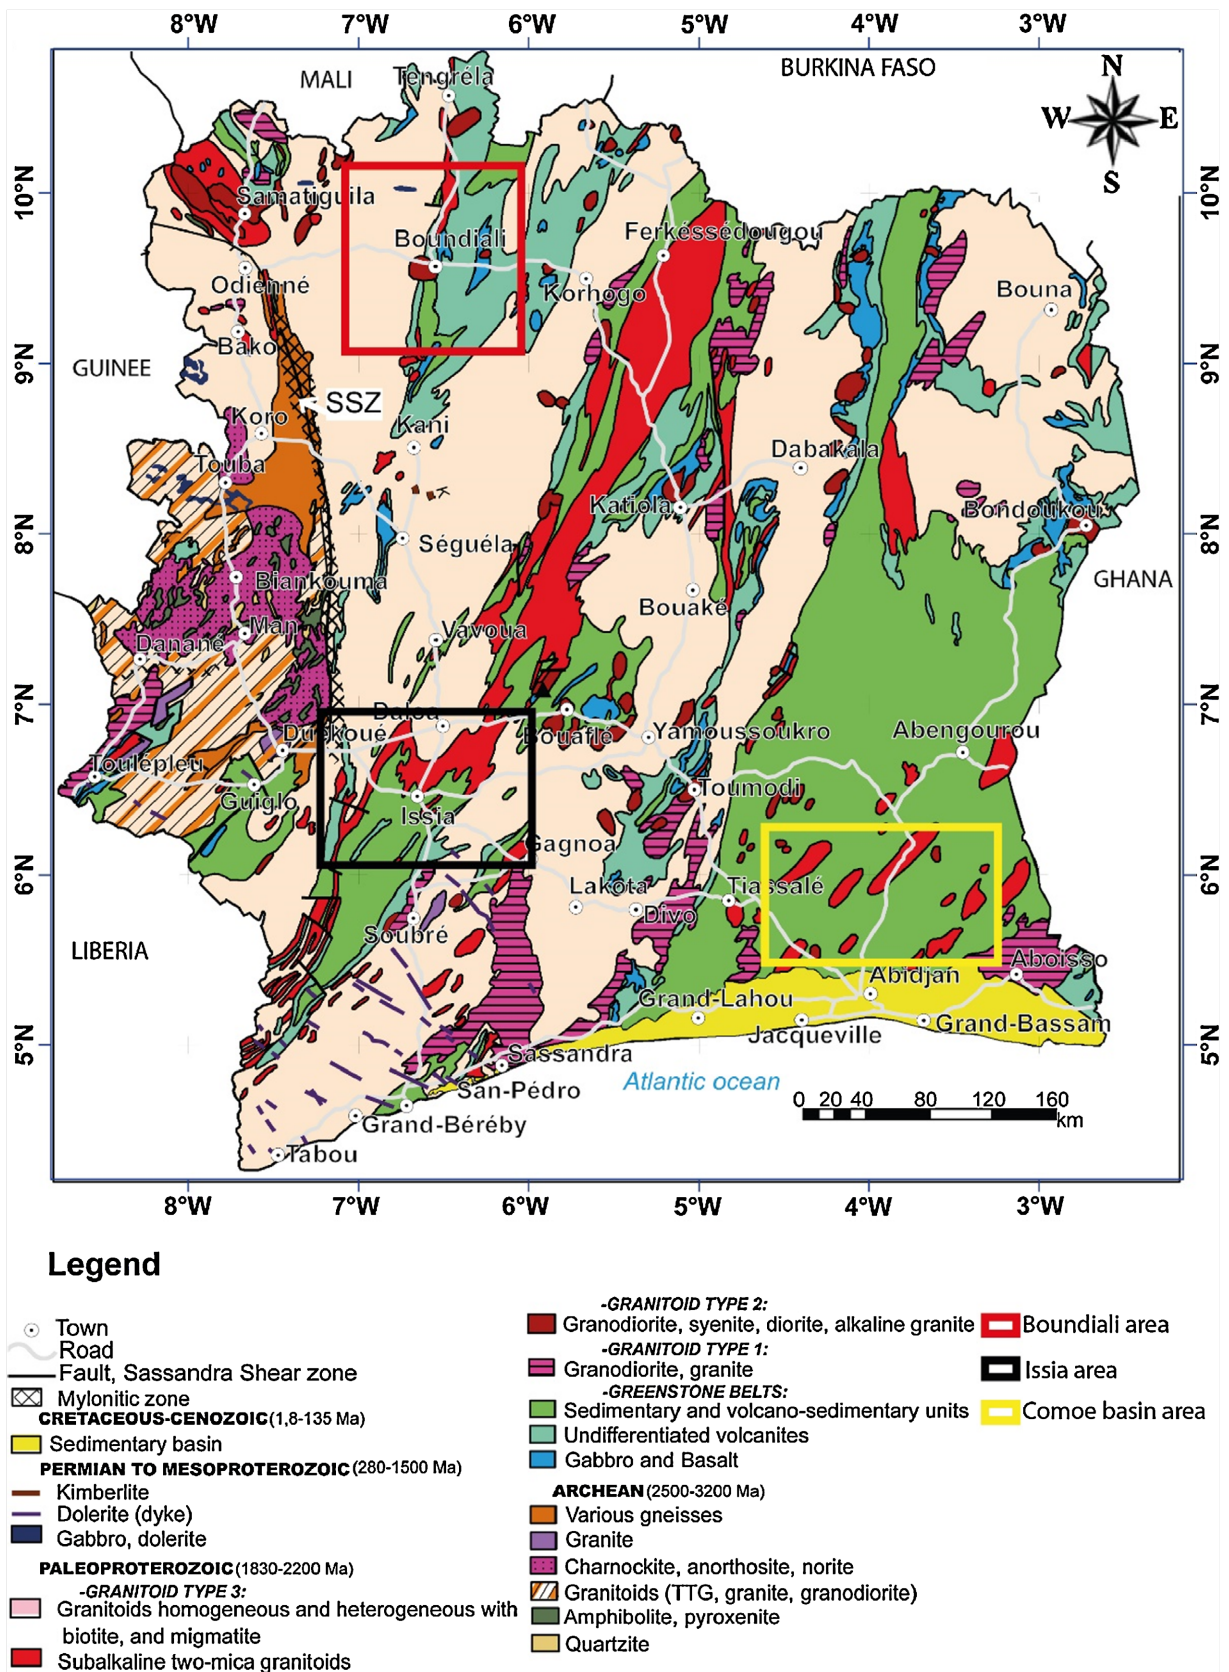 8°W 7°W 6°W 5°W 4°W 3°W
MALI
BURKINA FASO
N
W E
S
Tengréla
10°N
10°N
Samatiguila
Boundiali
Ferkéssédougou
Odienné
Korhogo
Bouna
Bako
9°N
9°N
GUINEE
SSZ
Koro
Kani
Touba
Dabakala
K
Katiola
Bondoukou
8°N
8°N
Séguéla
Biankouma
GHANA
Bouaké
Man
Vavoua
Danané
7°N
7°N
Daloa
Duékoué
Bouaflé
Yamoussoukro
Abengourou
Toulépleu
Guiglo
Toumodi
Issia
Gagnoa
6°N
6°N
Lakota
Tiassalé
Divo
Soubré
LIBERIA
Aboisso
Abidjan
Grand-Lahou
Jacqueville
Grand-Bassam
5°N
5°N
Sassandra
Atlantic ocean
San-Pédro
0 20 40 80 120 160
km
Grand-Béréby
Tabou
8°W 7°W 6°W 5°W 4°W 3°W
Legend
Town
Road
Fault, Sassandra Shear zone
Mylonitic zone
CRETACEOUS-CENOZOIC (1,8-135 Ma)
Sedimentary basin
PERMIAN TO MESOPROTEROZOIC (280-1500 Ma)
Kimberlite
Dolerite (dyke)
Gabbro, dolerite
PALEOPROTEROZOIC (1830-2200 Ma)
-GRANITOID TYPE 3:
Granitoids homogeneous and heterogeneous with
biotite, and migmatite
Subalkaline two-mica granitoids
-GRANITOID TYPE 2:
Granodiorite, syenite, diorite, alkaline granite
-GRANITOID TYPE 1:
Granodiorite, granite
-GREENSTONE BELTS:
Sedimentary and volcano-sedimentary units
Undifferentiated volcanites
Gabbro and Basalt
ARCHEAN (2500-3200 Ma)
Various gneisses
Granite
Charnockite, anorthosite, norite
Granitoids (TTG, granite, granodiorite)
Amphibolite, pyroxenite
Quartzite
Boundiali area
Issia area
Comoe basin area